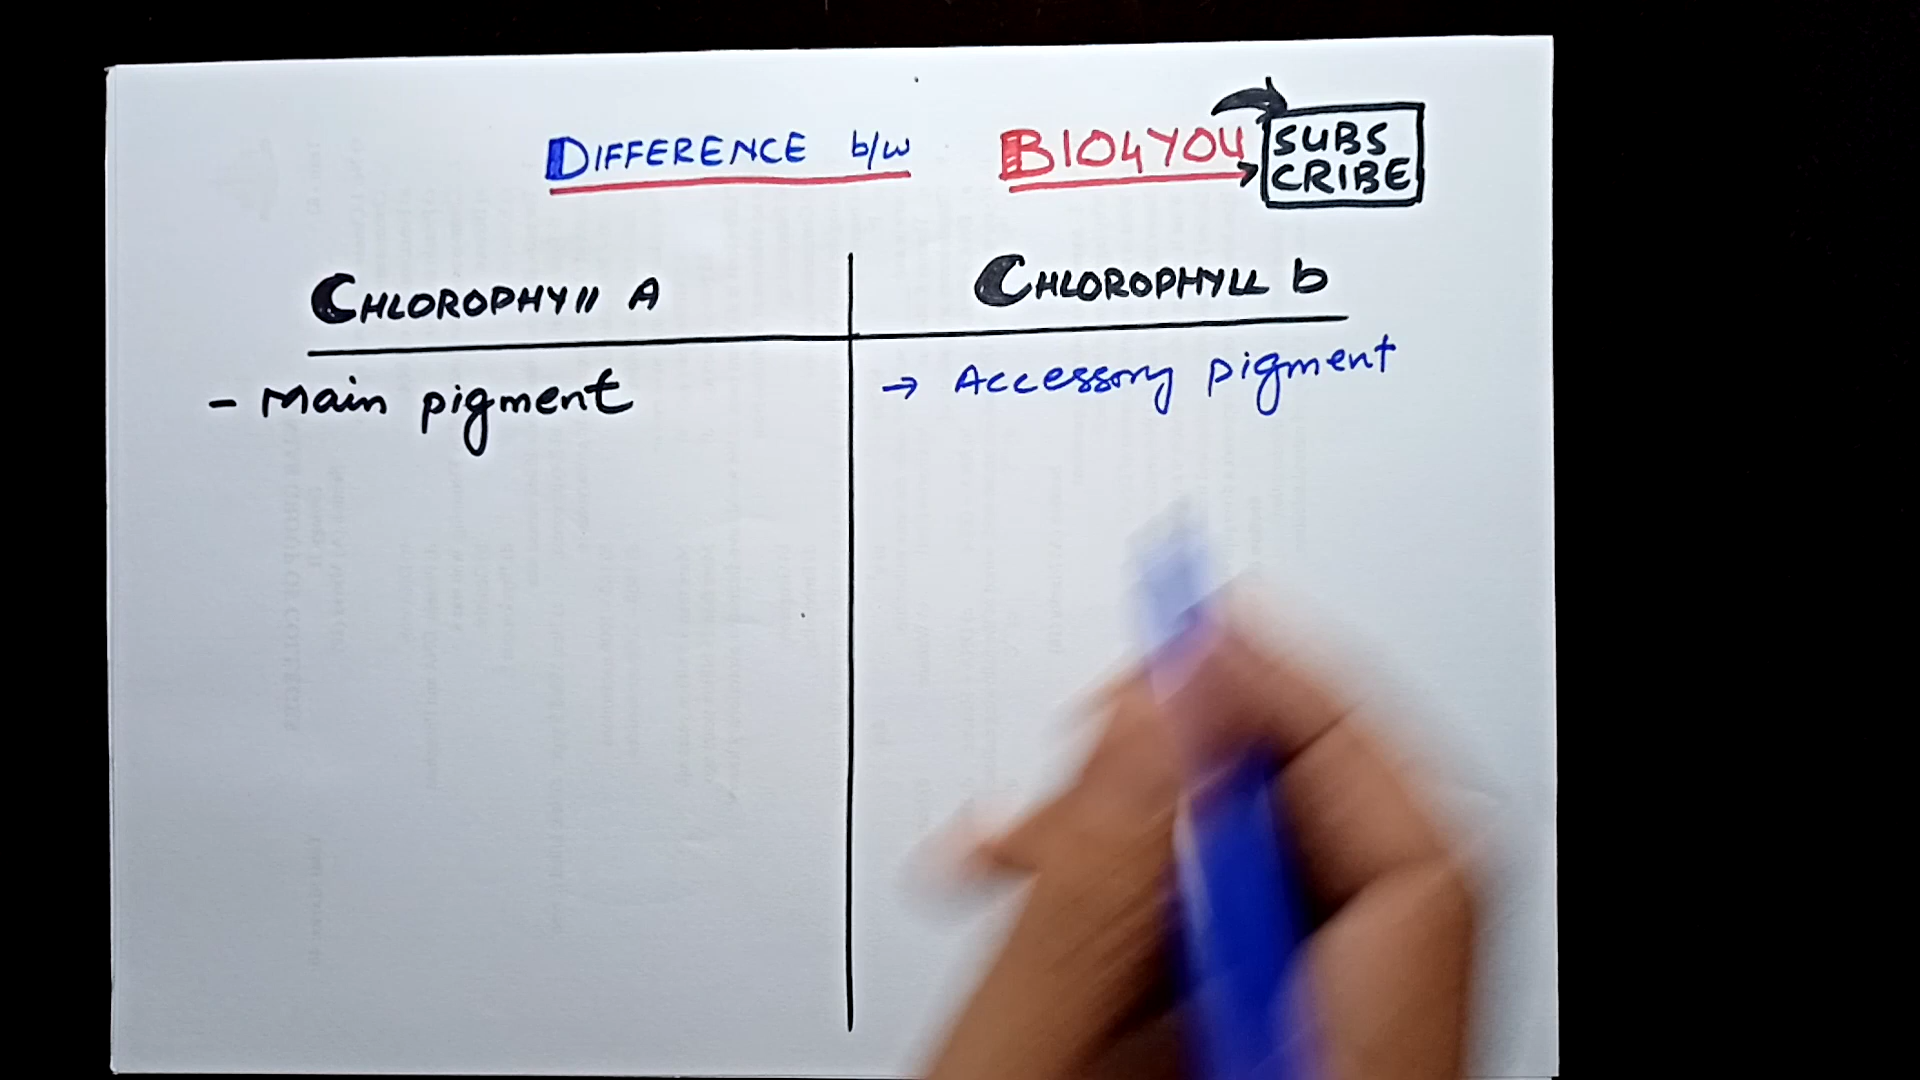 DIFFERENCE b/w
BIO4YOU
SUBS
CRIBE
CHLOROPHYll A
- Main pigment
CHLOROPHYLL b
→ Accessory pigment